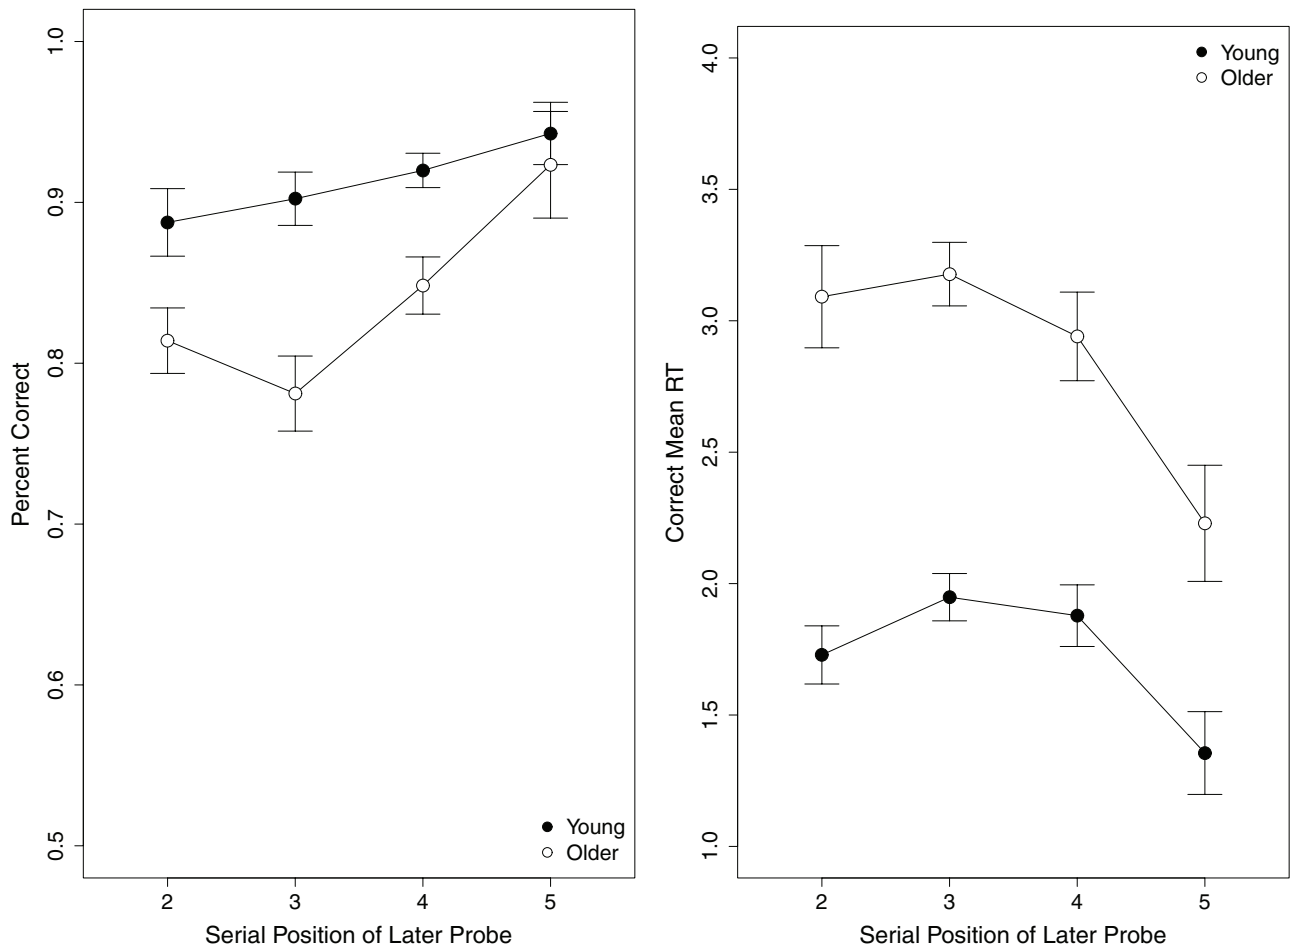 Percent Correct
1.0
0.9
0.8
0.7
0.6
0.5
2 3 4 5
Serial Position of Later Probe
Young
Older
Correct Mean RT
4.0
3.5
3.0
2.5
2.0
1.5
1.0
2 3 4 5
Serial Position of Later Probe
Young
Older